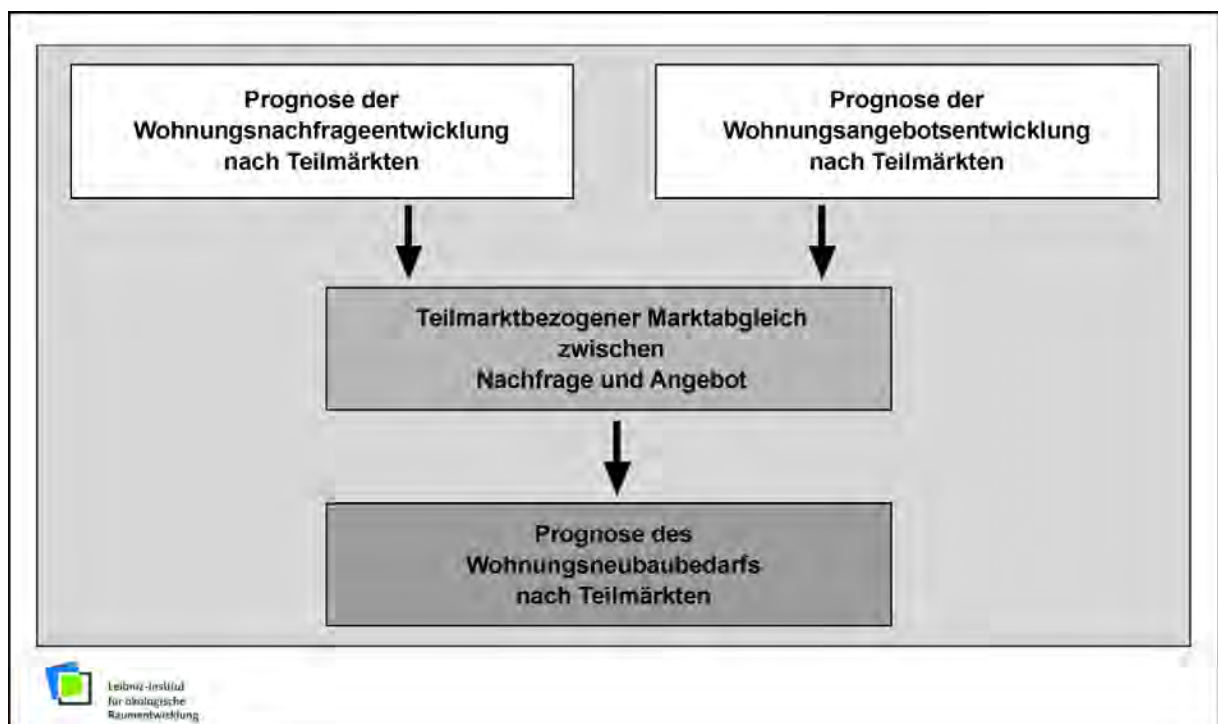 Prognose der
Wohnungsnachfrageentwicklung
nach Teilmärkten
Prognose der
Wohnungsangebotsentwicklung
nach Teilmärkten
Teilmarktbezogener Marktabgleich
zwischen
Nachfrage und Angebot
Prognose des
Wohnungsneubaubedarfs
nach Teilmärkten
Leibniz-Institut
für ökologische
Raumentwicklung